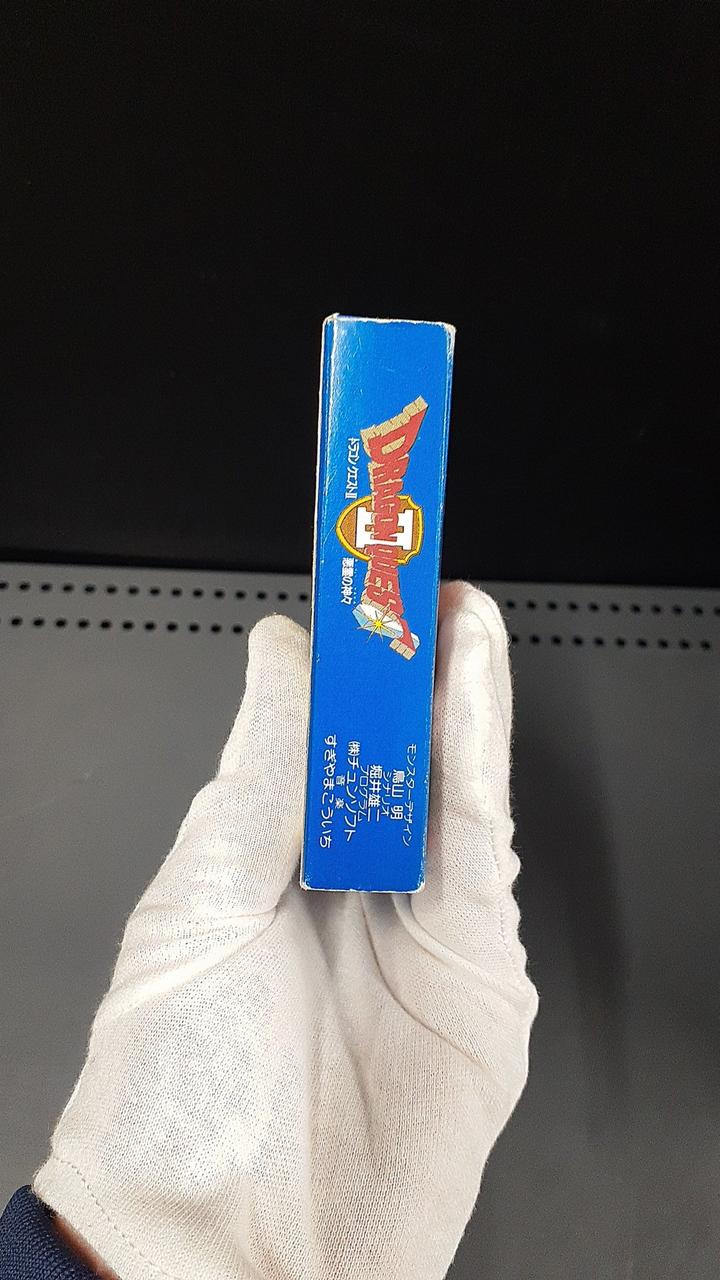 DRAGON QUEST
II
ドラゴンクエストII
悪霊の神々
モンスターデザイン
鳥山 明
シナリオ
堀井雄二
プログラム
㈱チュンソフト
音楽
すぎやまこういち